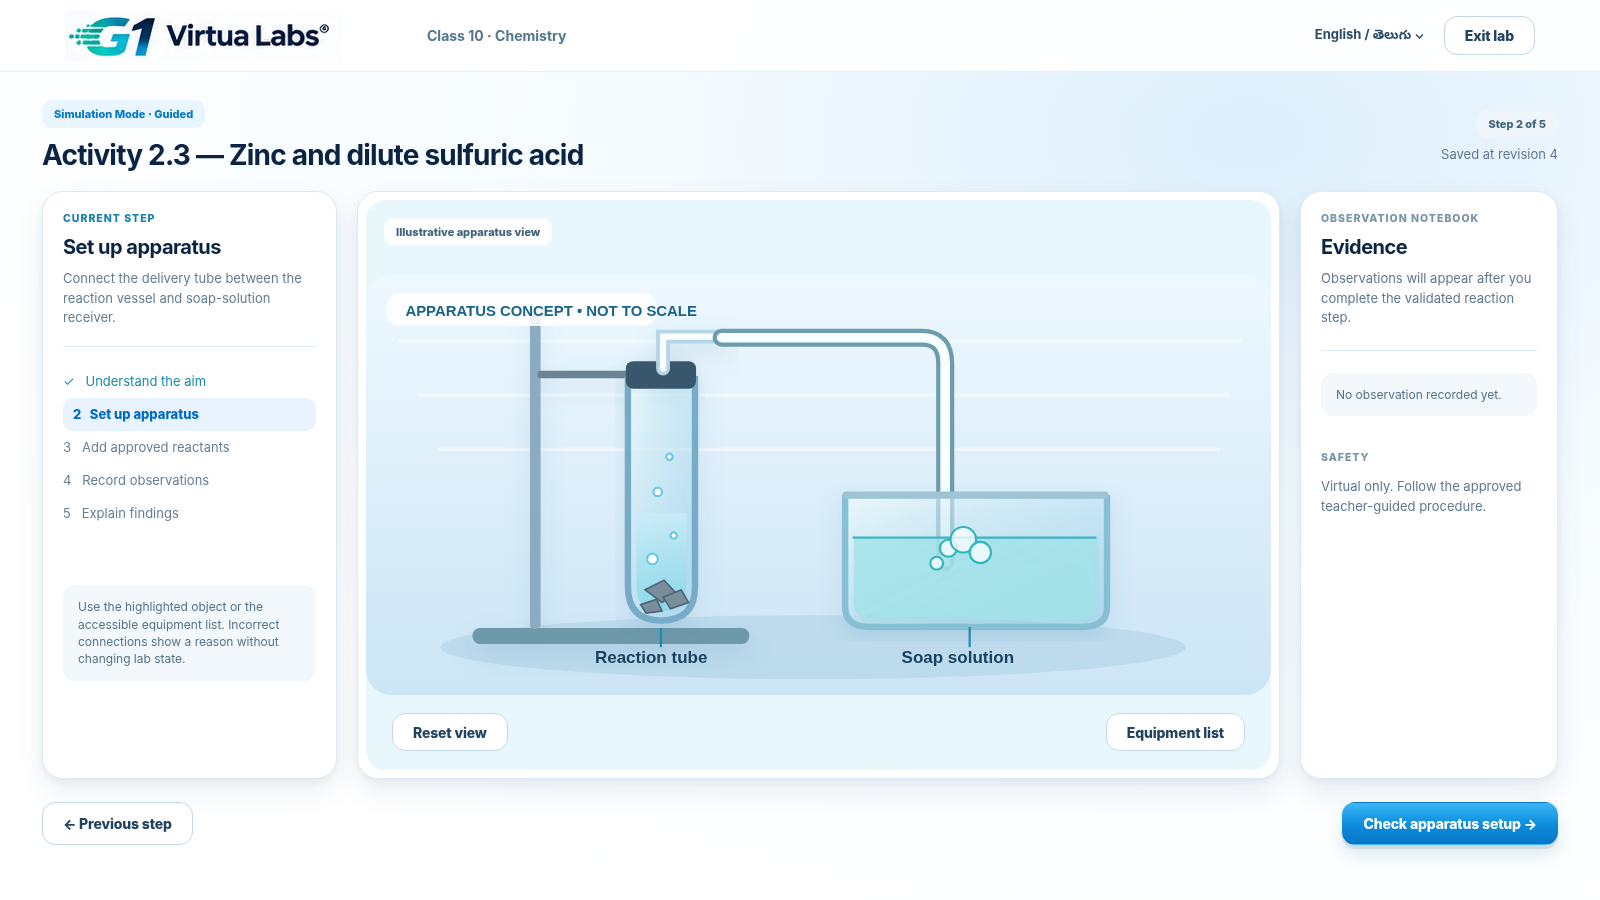 G1 Virtua Labs®
Class 10 · Chemistry
English / తెలుగు
Exit lab
Simulation Mode · Guided
Activity 2.3 — Zinc and dilute sulfuric acid
Step 2 of 5
Saved at revision 4
CURRENT STEP
Set up apparatus
Connect the delivery tube between the
reaction vessel and soap-solution
receiver.
✓ Understand the aim
2 Set up apparatus
3 Add approved reactants
4 Record observations
5 Explain findings
Use the highlighted object or the
accessible equipment list. Incorrect
connections show a reason without
changing lab state.
Illustrative apparatus view
APPARATUS CONCEPT • NOT TO SCALE
Reaction tube
Soap solution
Reset view
Equipment list
OBSERVATION NOTEBOOK
Evidence
Observations will appear after you
complete the validated reaction
step.
No observation recorded yet.
SAFETY
Virtual only. Follow the approved
teacher-guided procedure.
← Previous step
Check apparatus setup →